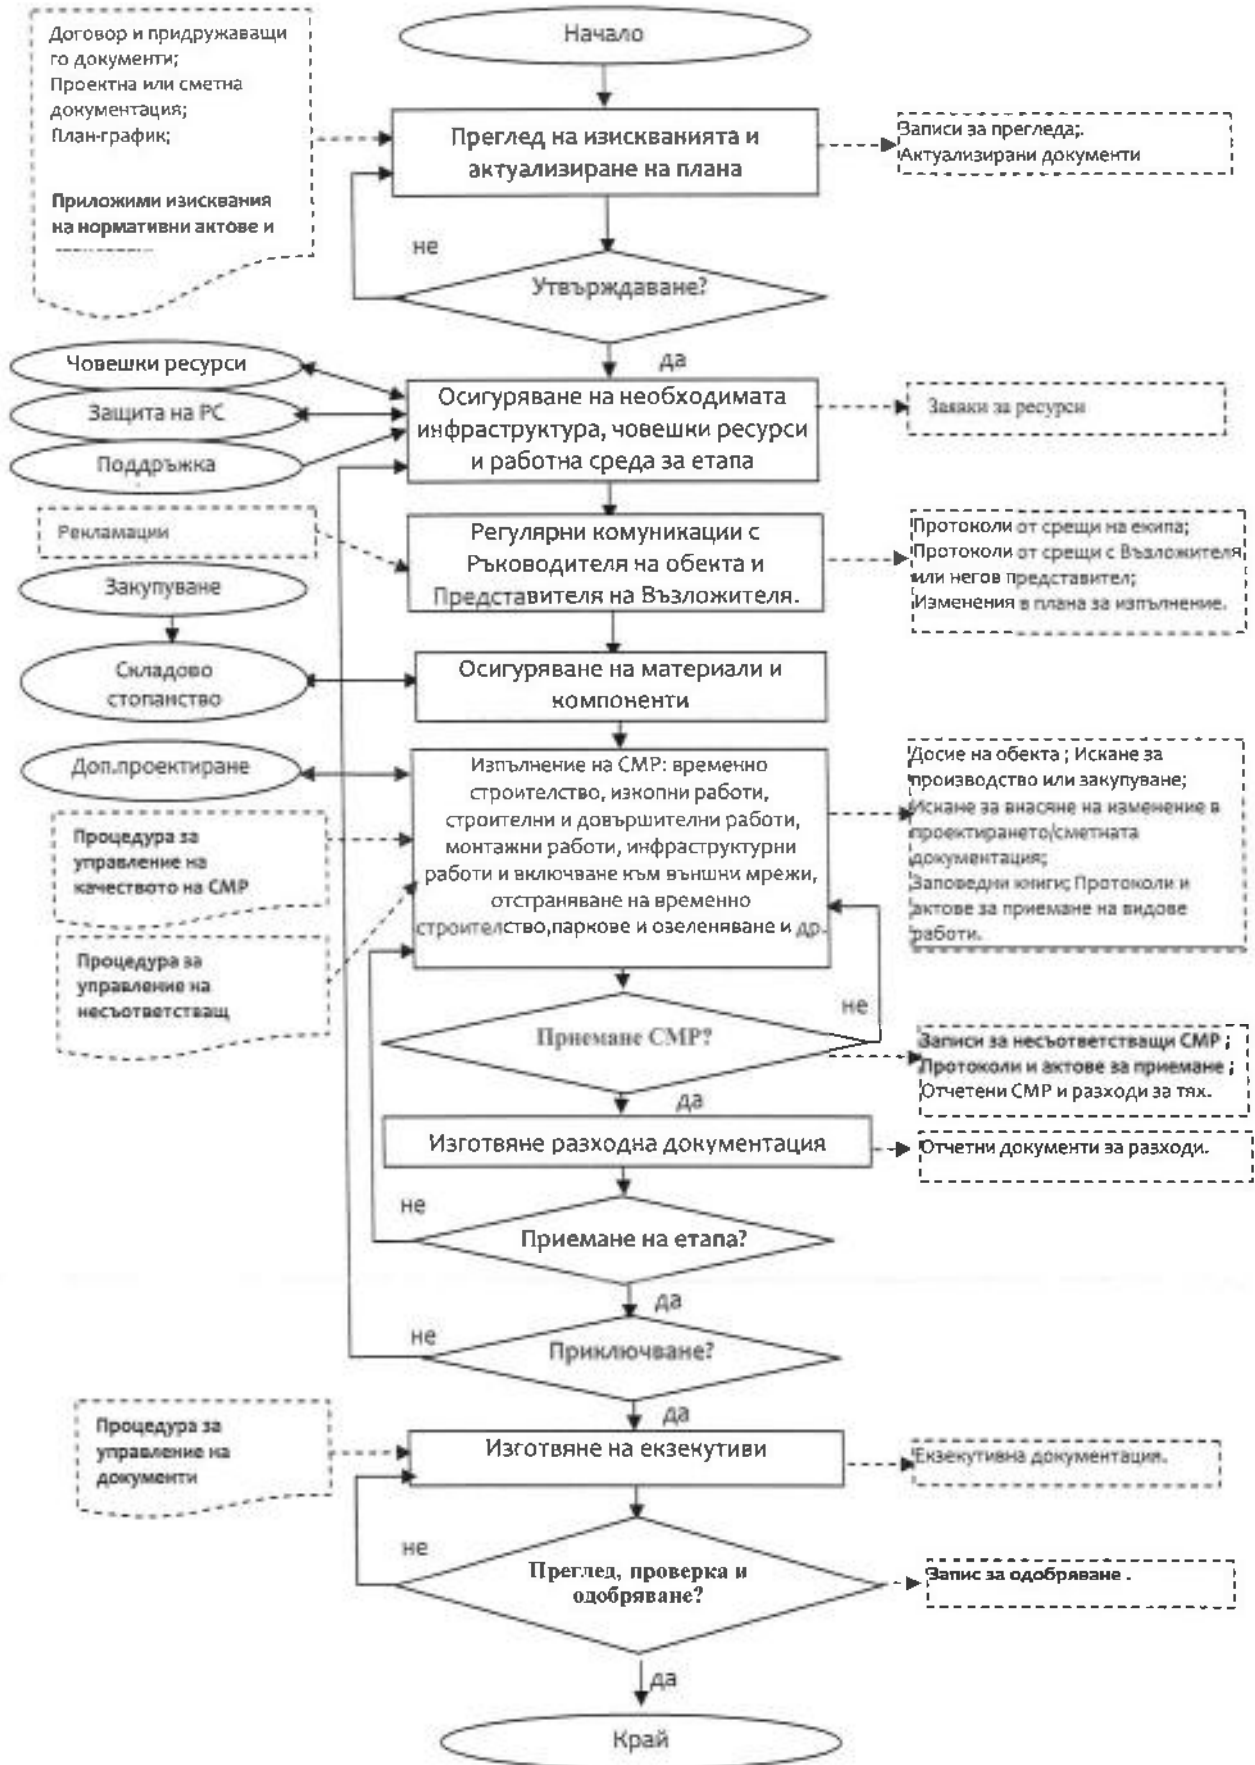 Начало
Договор и придружаващи
го документи;
Проектна или сметна
документация;
План-график;
Приложими изисквания
на нормативни актове и
Преглед на изискванията и
актуализиране на плана
Записи за прегледа;.
Актуализирани документи
не
Утвърждаване?
да
Човешки ресурси
Защита на РС
Поддръжка
Осигуряване на необходимата
инфраструктура, човешки ресурси
и работна среда за етапа
Заявки за ресурси
Рекламации
Регулярни комуникации с
Ръководителя на обекта и
Представителя на Възложителя.
Протоколи от срещи на екипа;
Протоколи от срещи с Възложителя
или негов представител;
Изменения в плана за изпълнение.
Закупуване
Складово
стопанство
Осигуряване на материали и
компоненти
Доп.проектиране
Изпълнение на СМР: временно
строителство, изкопни работи,
строителни и довършителни работи,
монтажни работи, инфраструктурни
работи и включване към външни мрежи,
отстраняване на временно
строителство,паркове и озеленяване и др.
Досие на обекта ; Искане за
производство или закупуване;
Искане за внасяне на изменение в
проектирането/сметната
документация;
Заповедни книги; Протоколи и
актове за приемане на видове
работи.
Процедура за
управление на
качеството на СМР
Процедура за
управление на
несъответстващ
не
Приемане СМР?
Записи за несъответстващи СМР ;
Протоколи и актове за приемане ;
Отчетени СМР и разходи за тях.
да
Изготвяне разходна документация
Отчетни документи за разходи.
не
Приемане на етапа?
да
не
Приключване?
да
Процедура за
управление на
документи
Изготвяне на екзекутиви
Екзекутивна документация.
не
Преглед, проверка и
одобряване?
Запис за одобряване .
да
Край